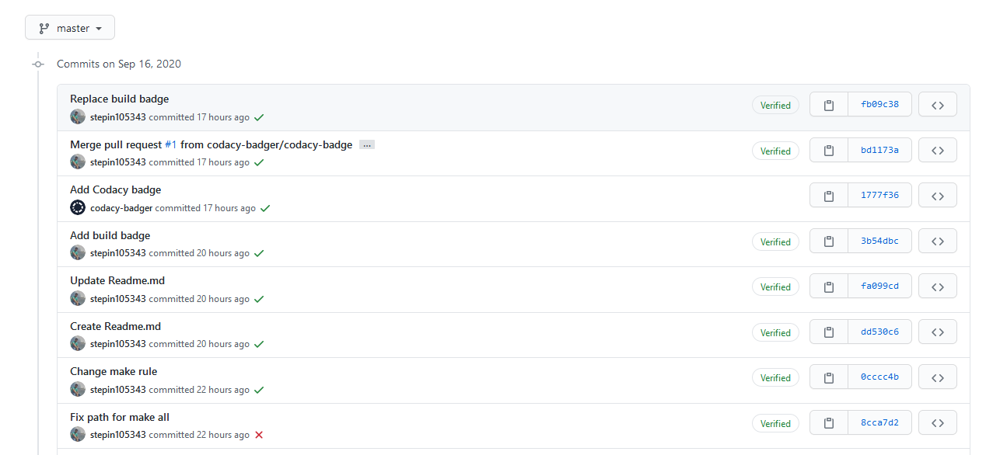 master
Commits on Sep 16, 2020
Replace build badge
stepin105343 committed 17 hours ago
Verified
fb09c38
Merge pull request #1 from codacy-badger/codacy-badge ...
stepin105343 committed 17 hours ago
Verified
bd1173a
Add Codacy badge
codacy-badger committed 17 hours ago
1777f36
Add build badge
stepin105343 committed 20 hours ago
Verified
3b54dbc
Update Readme.md
stepin105343 committed 20 hours ago
Verified
fa099cd
Create Readme.md
stepin105343 committed 20 hours ago
Verified
dd530c6
Change make rule
stepin105343 committed 22 hours ago
Verified
0cccc4b
Fix path for make all
stepin105343 committed 22 hours ago
Verified
8cca7d2